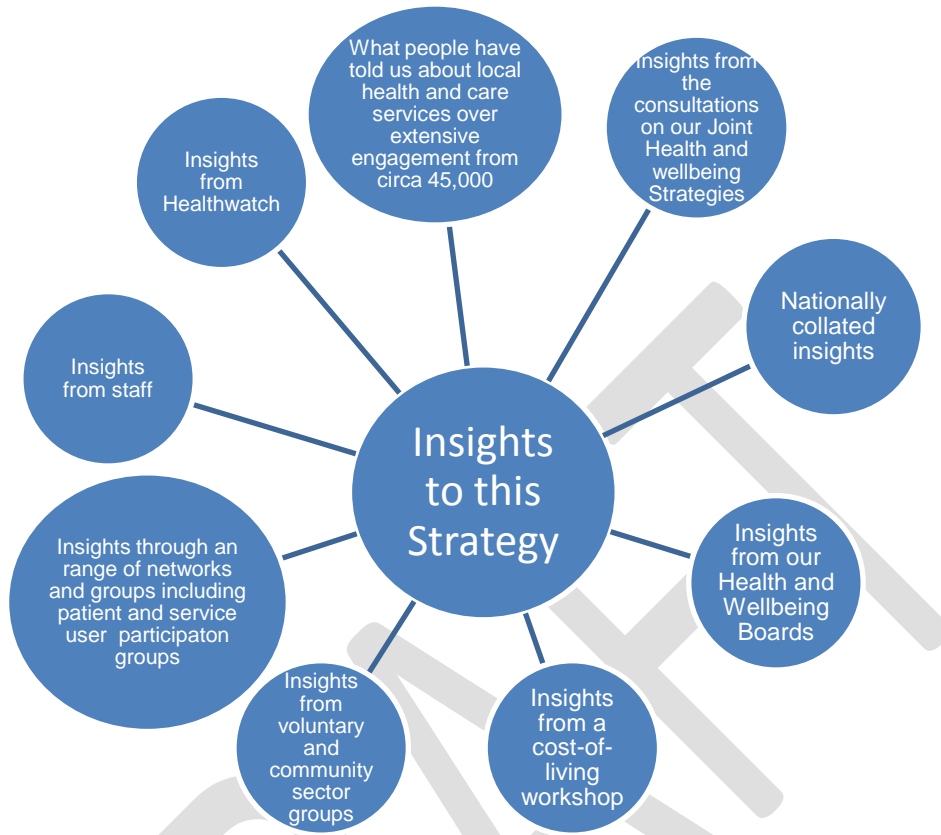 What people have
told us about local
health and care
services over
extensive
engagement from
circa 45,000
Insights from
the
consultations
on our Joint
Health and
wellbeing
Strategies
Nationally
collated
insights
Insights
from our
Health and
Wellbeing
Boards
Insights
from a
cost-of-
living
workshop
Insights
from
voluntary
and
community
sector
groups
Insights through an
range of networks
and groups including
patient and service
user participaton
groups
Insights
from staff
Insights
from
Healthwatch
Insights
to this
Strategy